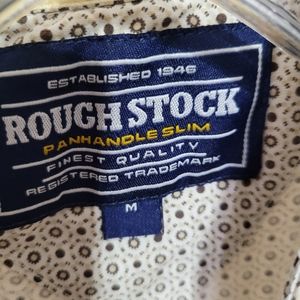 ESTABLISHED 1946
ROUGH STOCK
PANHANDLE SLIM
FINEST QUALITY
REGISTERED TRADEMARK
M